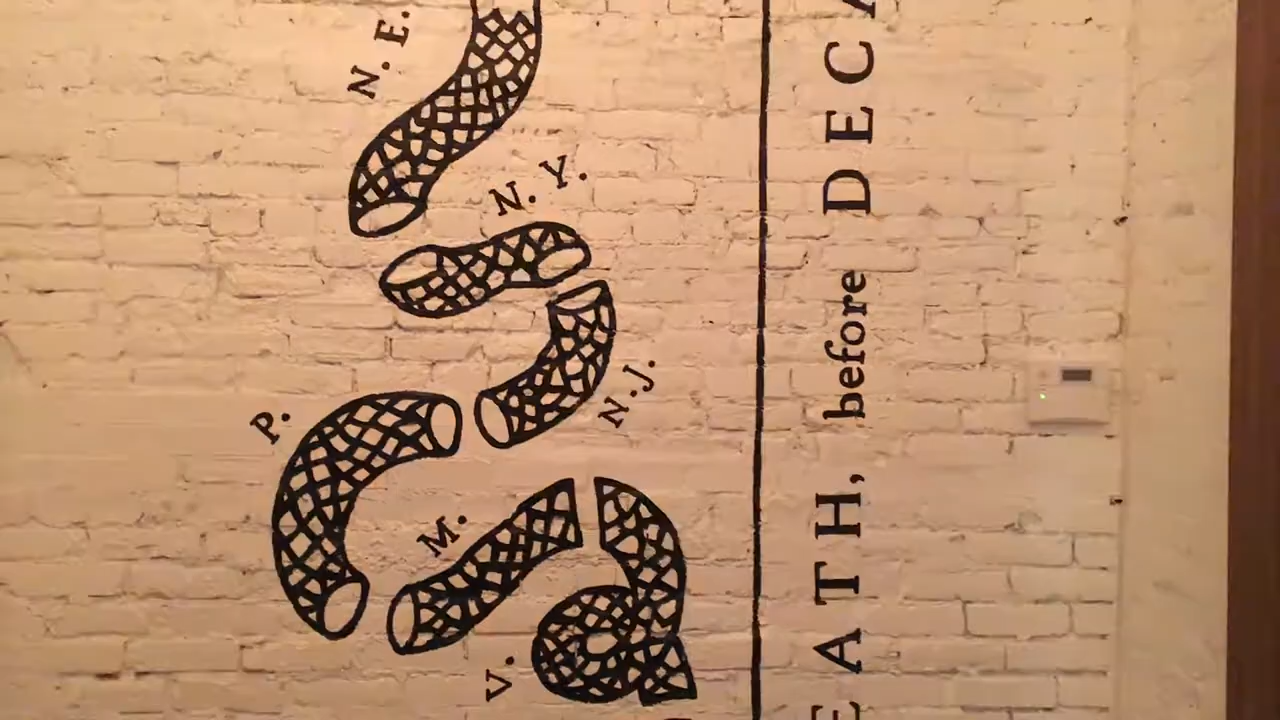 V.
M.
P.
N.J.
N.Y.
N.E.
EATH, before DECA